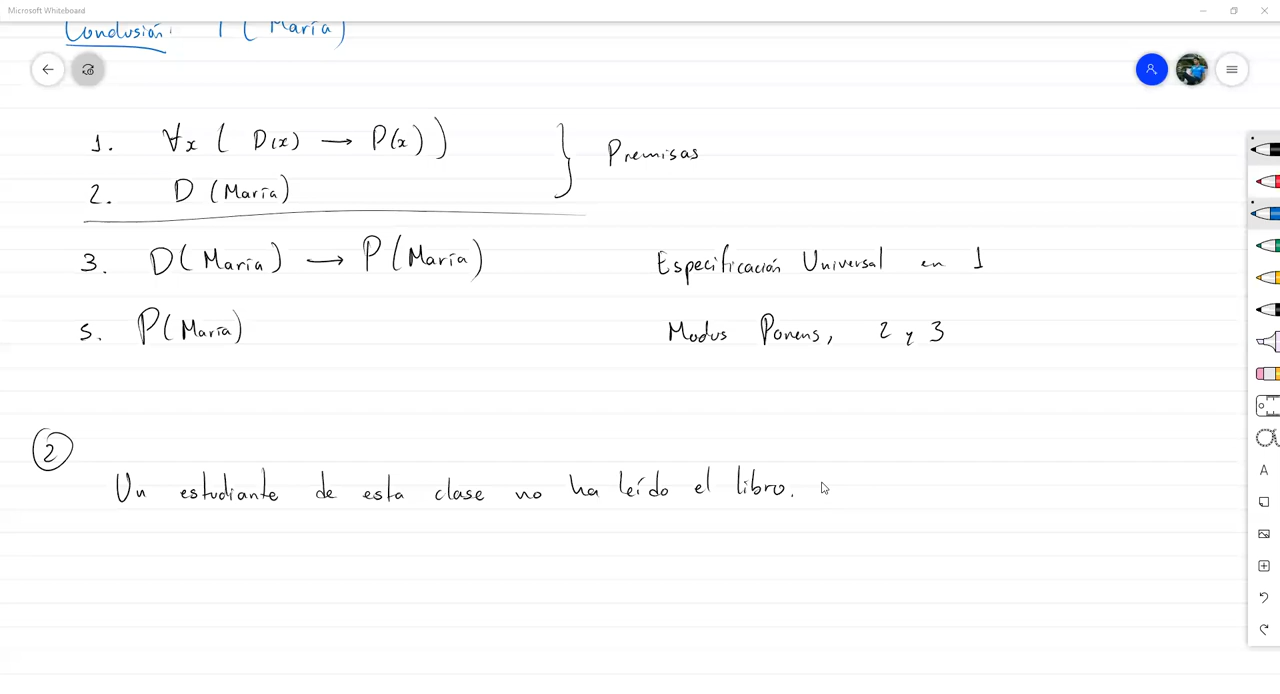 Microsoft Whiteboard
Conclusión: P(María)
1. ∀x ( D(x) → P(x) )
2. D (María)
Premisas
3. D(María) → P(María) Especificación Universal en 1
5. P(María) Modus Ponens, 2 y 3
2
Un estudiante de esta clase no ha leído el libro.
A